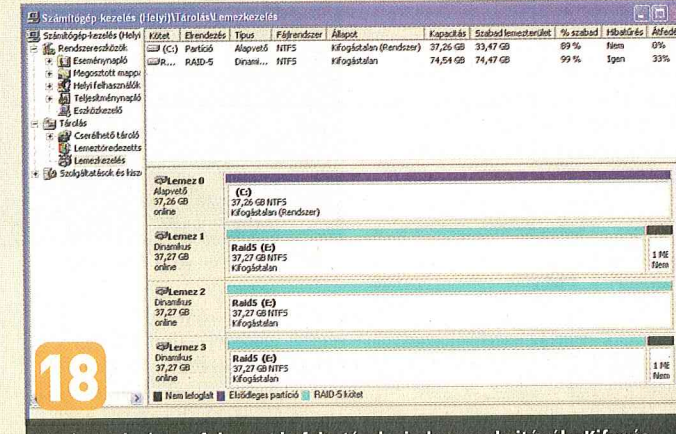 Számítógép kezelés (Helyi)\Tárolás\Lemezkezelés
Számítógép-kezelés (Helyi
Rendszereszközök
Eseménynapló
Megosztott mappá
Helyi felhasználók
Teljesítménynapló
Eszközkezelő
Tárolás
Cserélhető tároló
Lemeztöredezetts
Lemezkezelés
Szolgáltatások és kisz
Kötet Elrendezés Típus Fájlrendszer Állapot Kapacitás Szabad lemezterület % szabad Hibatűrés Átfedé
(C:) Partíció Alapvető NTFS Kifogástalan (Rendszer) 37,26 GB 33,47 GB 89 % Nem 0%
R... RAID-5 Dinami... NTFS Kifogástalan 74,54 GB 74,47 GB 99 % Igen 33%
Lemez 0
Alapvető
37,26 GB
online
(C:)
37,26 GB NTFS
Kifogástalan (Rendszer)
Lemez 1
Dinamikus
37,27 GB
online
Raid5 (E:)
37,27 GB NTFS
Kifogástalan
1 MB
Nem
Lemez 2
Dinamikus
37,27 GB
online
Raid5 (E:)
37,27 GB NTFS
Kifogástalan
Lemez 3
Dinamikus
37,27 GB
online
Raid5 (E:)
37,27 GB NTFS
Kifogástalan
1 MB
Nem
Nem lefoglalt Elsődleges partíció RAID-5 kötet
18